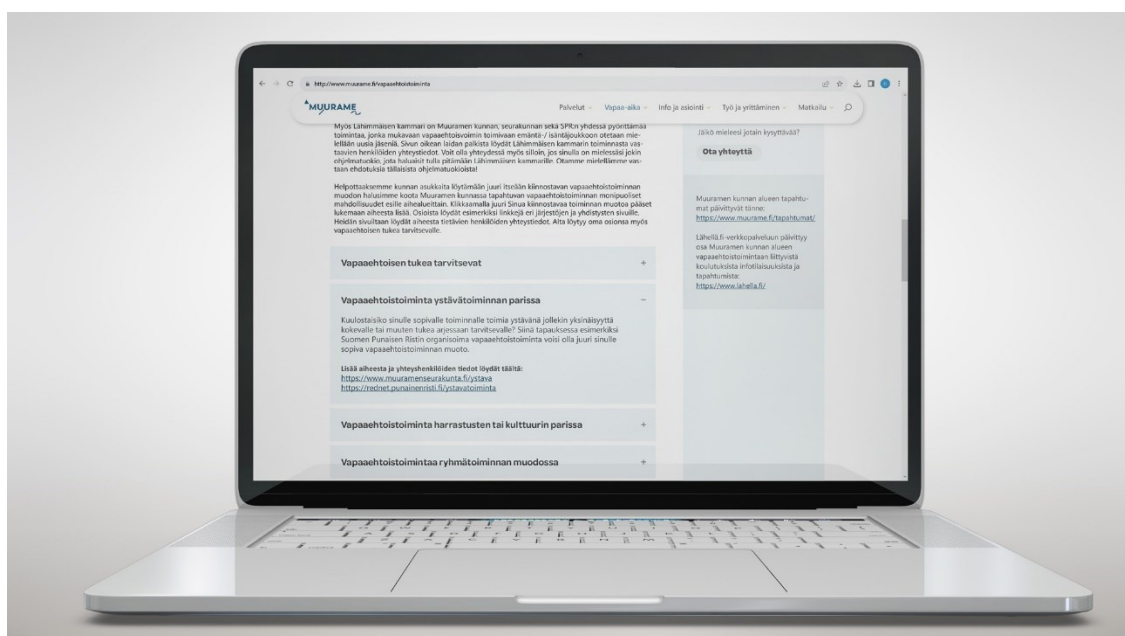 http://www.muurame.fi/vapaaehtoistoiminta
MUURAME
Palvelut
Vapaa-aika
Info ja asiointi
Työ ja yrittäminen
Matkailu
Myös Lähimmäisen kammari on Muuramen kunnan, seurakunnan sekä SPR:n yhdessä pyörittämää
toimintaa, jonka mukavaan vapaaehtoisvoimin toimivaan emäntä-/ isäntäjoukkoon otetaan mie-
lellään uusia jäseniä. Sivun oikean laidan palkista löydät Lähimmäisen kammarin toiminnasta vas-
taavien henkilöiden yhteystiedot. Voit olla yhteydessä myös silloin, jos sinulla on mielessäsi jokin
ohjelmatuokio, jota haluaisit tulla pitämään Lähimmäisen kammarille. Otamme mielellämme vas-
taan ehdotuksia tällaisista ohjelmatuokioista!
Helpottaaksemme kunnan asukkaita löytämään juuri itseään kiinnostavan vapaaehtoistoiminnan
muodon halusimme koota Muuramen kunnassa tapahtuvan vapaaehtoistoiminnan monipuoliset
mahdollisuudet esille aihealueittain. Klikkaamalla juuri Sinua kiinnostavaa toiminnan muotoa pääset
lukemaan aiheesta lisää. Osioista löydät esimerkiksi linkkejä eri järjestöjen ja yhdistysten sivuille.
Heidän sivuiltaan löydät aiheesta tietävien henkilöiden yhteystiedot. Alta löytyy oma osionsa myös
vapaaehtoisen tukea tarvitsevalle.
Vapaaehtoisen tukea tarvitsevat +
Vapaaehtoistoiminta ystävätoiminnan parissa –
Kuulostaisiko sinulle sopivalle toiminnalle toimia ystävänä jollekin yksinäisyyttä
kokevalle tai muuten tukea arjessaan tarvitsevalle? Siinä tapauksessa esimerkiksi
Suomen Punaisen Ristin organisoima vapaaehtoistoiminta voisi olla juuri sinulle
sopiva vapaaehtoistoiminnan muoto.
Lisää aiheesta ja yhteyshenkilöiden tiedot löydät täältä:
https://www.muuramenseurakunta.fi/ystava
https://rednet.punainenristi.fi/ystavatoiminta
Vapaaehtoistoiminta harrastusten tai kulttuurin parissa +
Vapaaehtoistoimintaa ryhmätoiminnan muodossa +
Jäikö mieleesi jotain kysyttävää?
Ota yhteyttä
Muuramen kunnan alueen tapahtu-
mat päivittyvät tänne:
https://www.muurame.fi/tapahtumat/
Lähellä.fi-verkkopalveluun päivittyy
osa Muuramen kunnan alueen
vapaaehtoistoimintaan liittyvistä
koulutuksista infotilaisuuksista ja
tapahtumista:
https://www.lahella.fi/